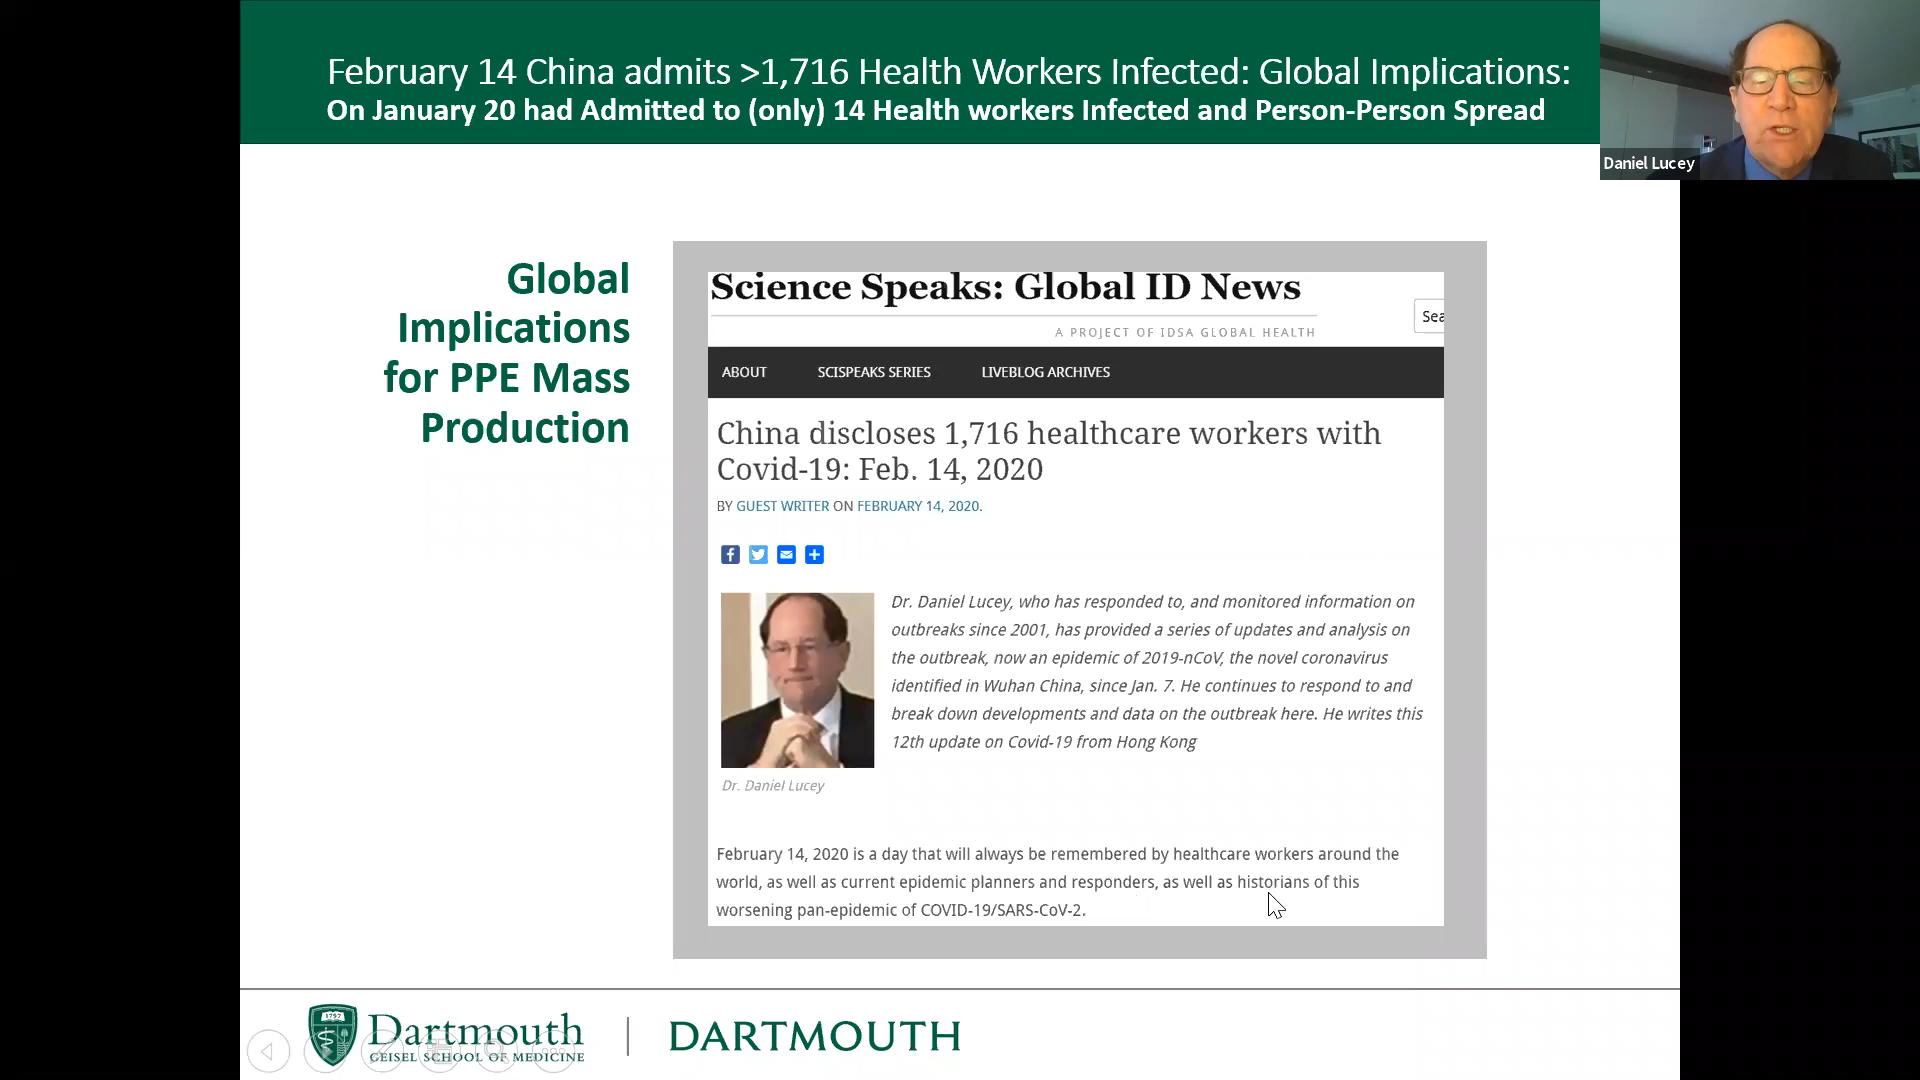 February 14 China admits >1,716 Health Workers Infected: Global Implications:
On January 20 had Admitted to (only) 14 Health workers Infected and Person-Person Spread
Daniel Lucey
Global
Implications
for PPE Mass
Production
Science Speaks: Global ID News
A PROJECT OF IDSA GLOBAL HEALTH
Sea
ABOUT SCISPEAKS SERIES LIVEBLOG ARCHIVES
China discloses 1,716 healthcare workers with
Covid-19: Feb. 14, 2020
BY GUEST WRITER ON FEBRUARY 14, 2020.
Dr. Daniel Lucey, who has responded to, and monitored information on
outbreaks since 2001, has provided a series of updates and analysis on
the outbreak, now an epidemic of 2019-nCoV, the novel coronavirus
identified in Wuhan China, since Jan. 7. He continues to respond to and
break down developments and data on the outbreak here. He writes this
12th update on Covid-19 from Hong Kong
Dr. Daniel Lucey
February 14, 2020 is a day that will always be remembered by healthcare workers around the
world, as well as current epidemic planners and responders, as well as historians of this
worsening pan-epidemic of COVID-19/SARS-CoV-2.
1797
Dartmouth
GEISEL SCHOOL OF MEDICINE
DARTMOUTH